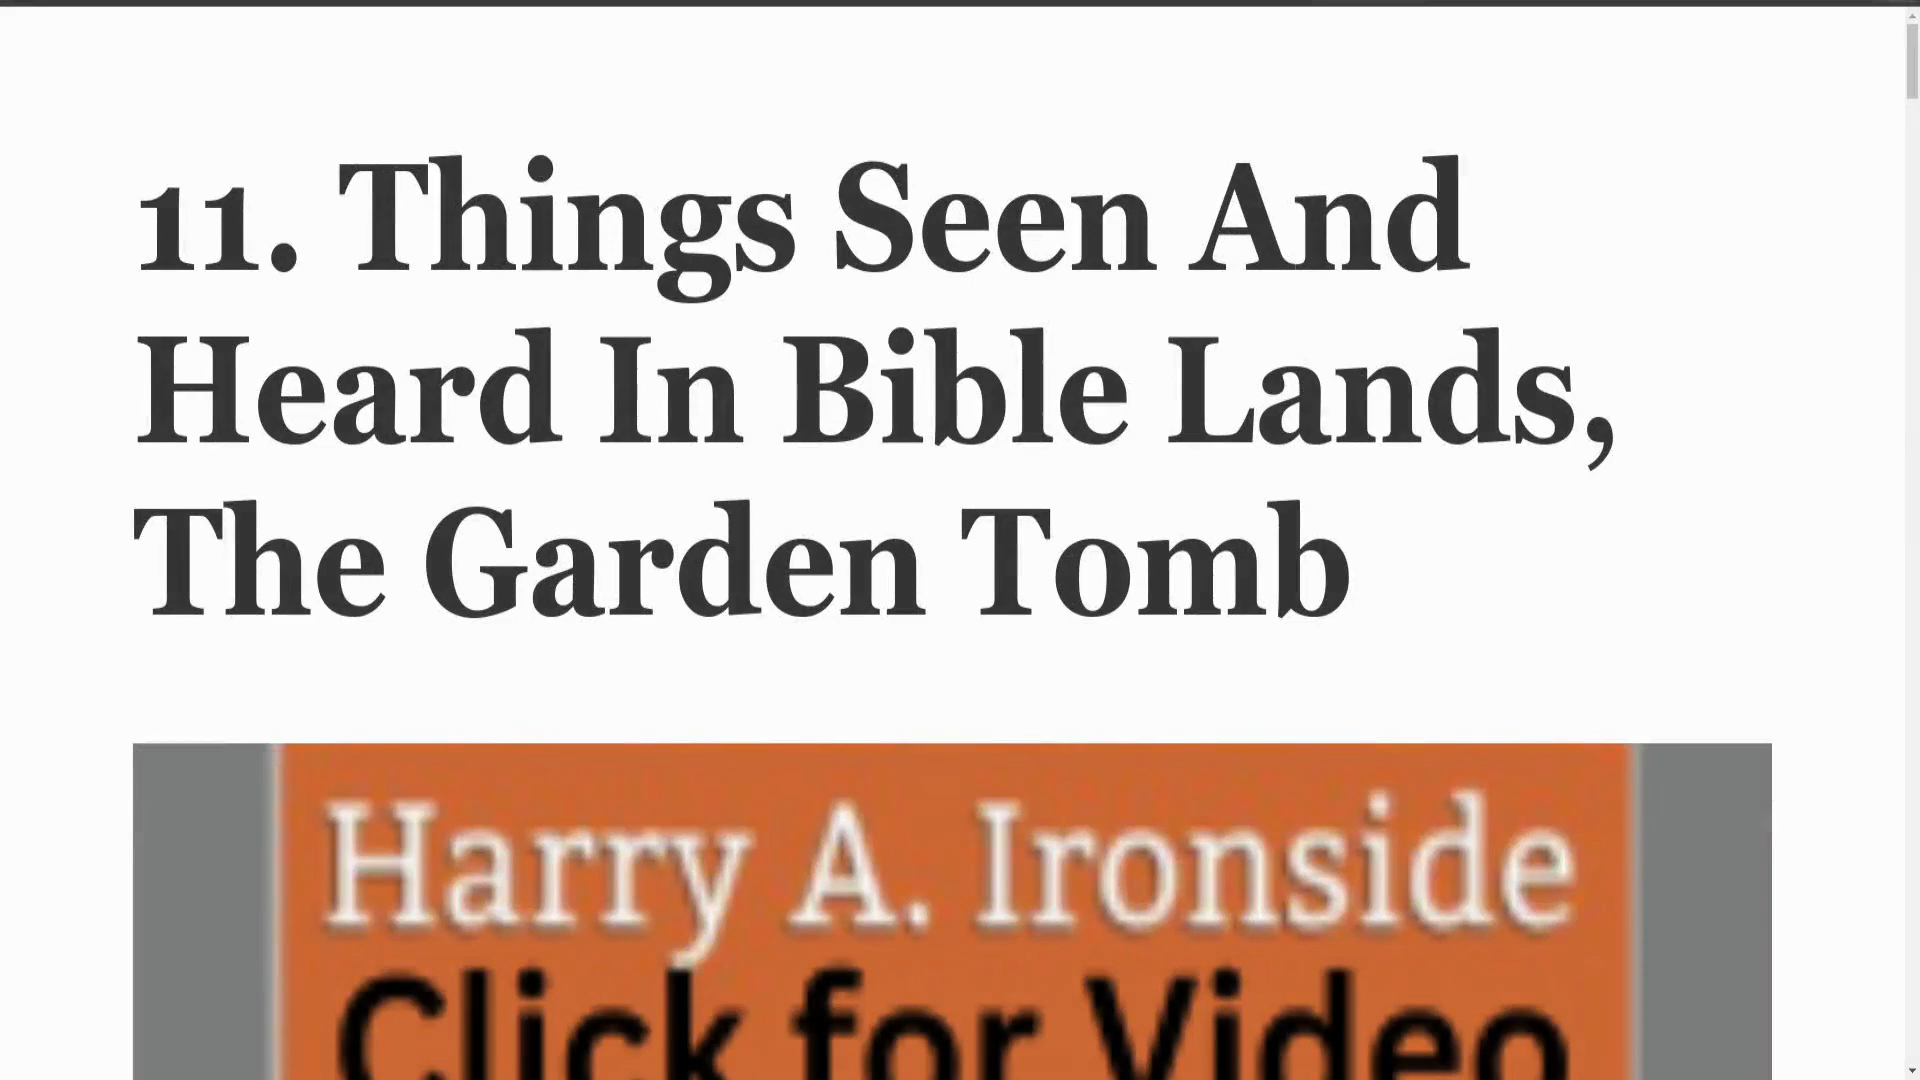 11. Things Seen And
Heard In Bible Lands,
The Garden Tomb
Harry A. Ironside
Click for Video